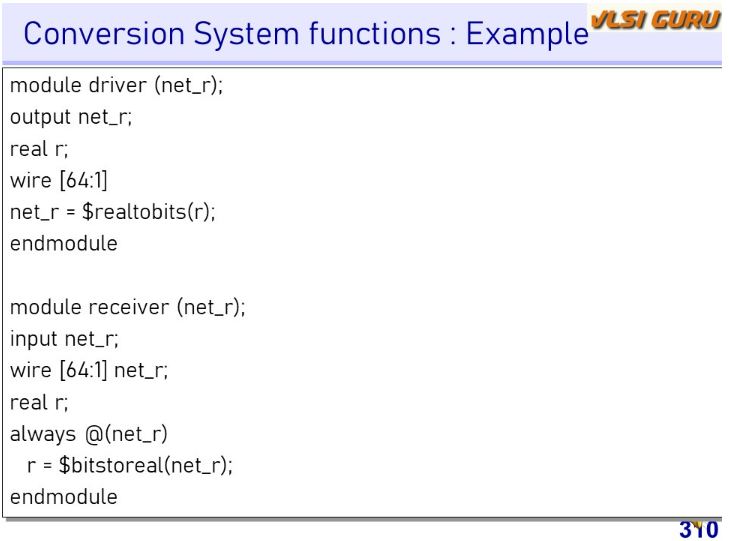 Conversion System functions : Example
VLSI GURU
module driver (net_r);
output net_r;
real r;
wire [64:1]
net_r = $realtobits(r);
endmodule
module receiver (net_r);
input net_r;
wire [64:1] net_r;
real r;
always @(net_r)
r = $bitstoreal(net_r);
endmodule
310